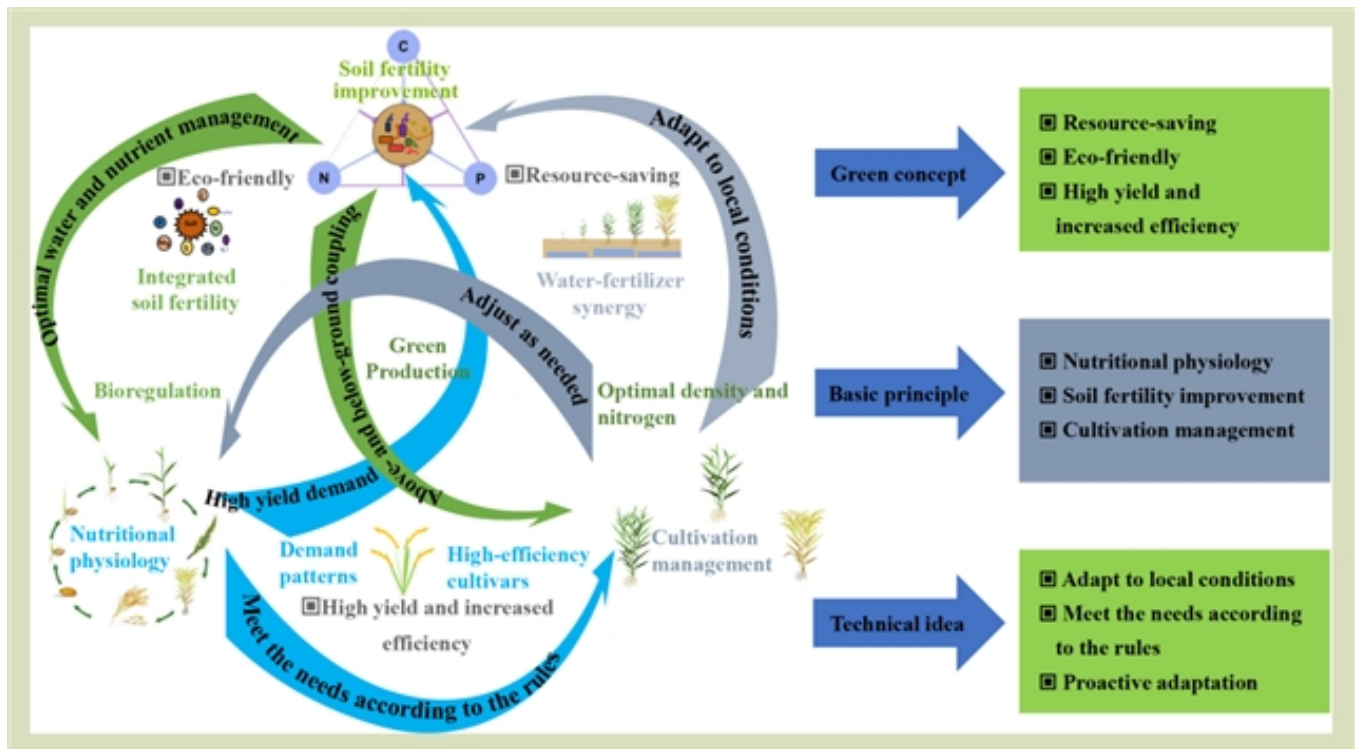 C
Soil fertility
improvement
N
P
Optimal water and nutrient management
Adapt to local conditions
Eco-friendly
Resource-saving
Soil
Integrated
soil fertility
Water-fertilizer
synergy
Above- and below-ground coupling
Adjust as needed
Green
Production
Bioregulation
Optimal density and
nitrogen
High yield demand
Nutritional
physiology
Demand
patterns
High-efficiency
cultivars
Cultivation
management
High yield and increased
efficiency
Meet the needs according to the rules
Green concept
Resource-saving
Eco-friendly
High yield and
increased efficiency
Basic principle
Nutritional physiology
Soil fertility improvement
Cultivation management
Technical idea
Adapt to local conditions
Meet the needs according
to the rules
Proactive adaptation